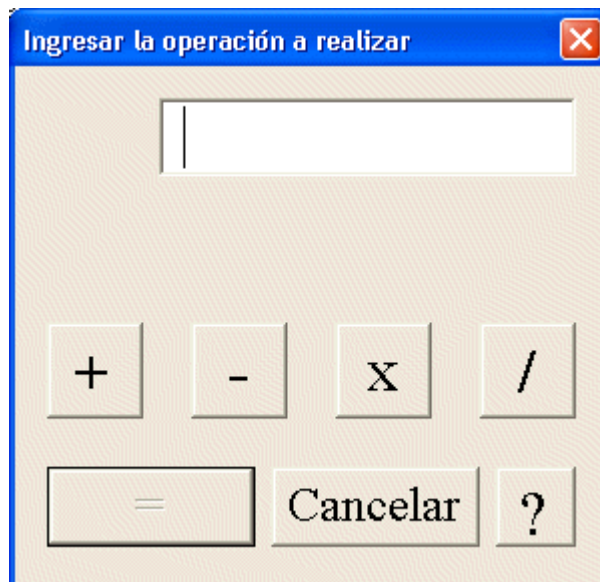 Ingresar la operación a realizar
+ - x /
= Cancelar ?